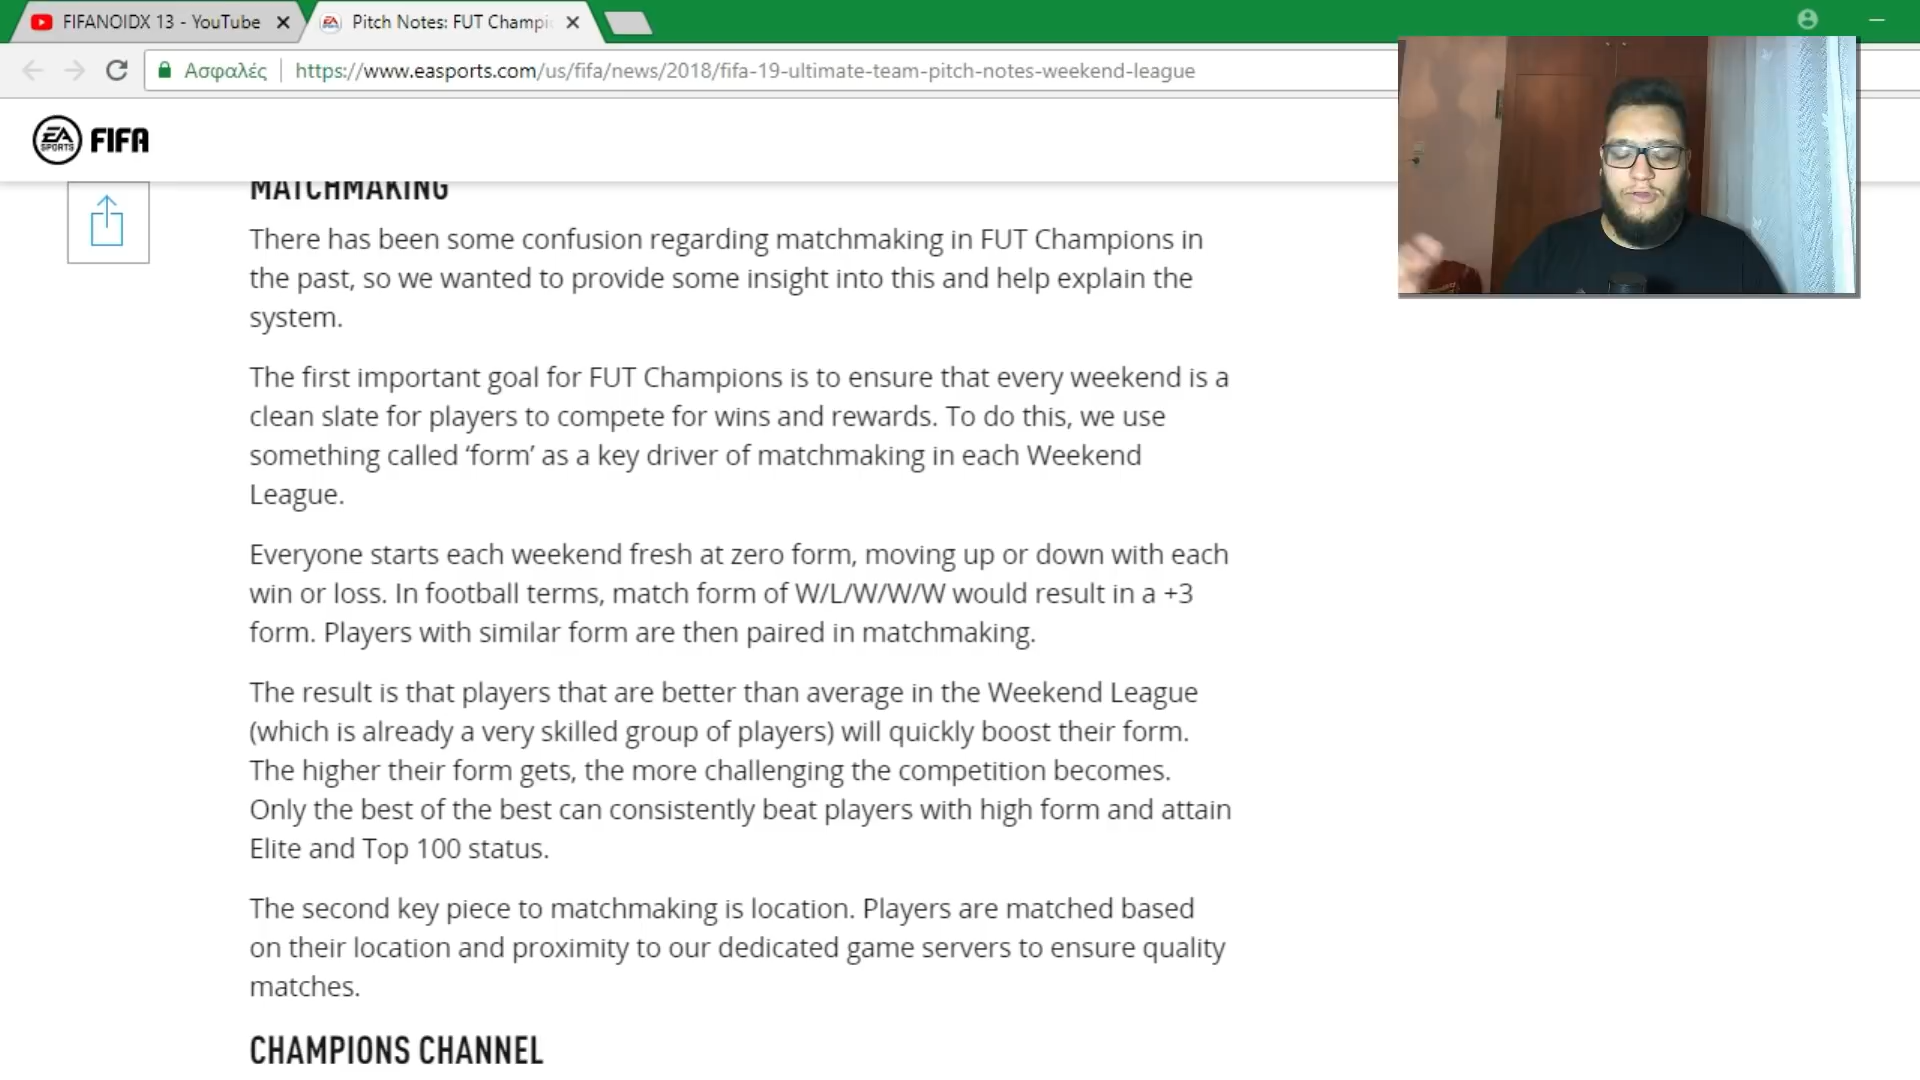 FIFANOIDX 13 - YouTube
Pitch Notes: FUT Champi
Ασφαλές
https://www.easports.com/us/fifa/news/2018/fifa-19-ultimate-team-pitch-notes-weekend-league
EA SPORTS FIFA
MATCHMAKING
There has been some confusion regarding matchmaking in FUT Champions in
the past, so we wanted to provide some insight into this and help explain the
system.
The first important goal for FUT Champions is to ensure that every weekend is a
clean slate for players to compete for wins and rewards. To do this, we use
something called ‘form’ as a key driver of matchmaking in each Weekend
League.
Everyone starts each weekend fresh at zero form, moving up or down with each
win or loss. In football terms, match form of W/L/W/W/W would result in a +3
form. Players with similar form are then paired in matchmaking.
The result is that players that are better than average in the Weekend League
(which is already a very skilled group of players) will quickly boost their form.
The higher their form gets, the more challenging the competition becomes.
Only the best of the best can consistently beat players with high form and attain
Elite and Top 100 status.
The second key piece to matchmaking is location. Players are matched based
on their location and proximity to our dedicated game servers to ensure quality
matches.
CHAMPIONS CHANNEL